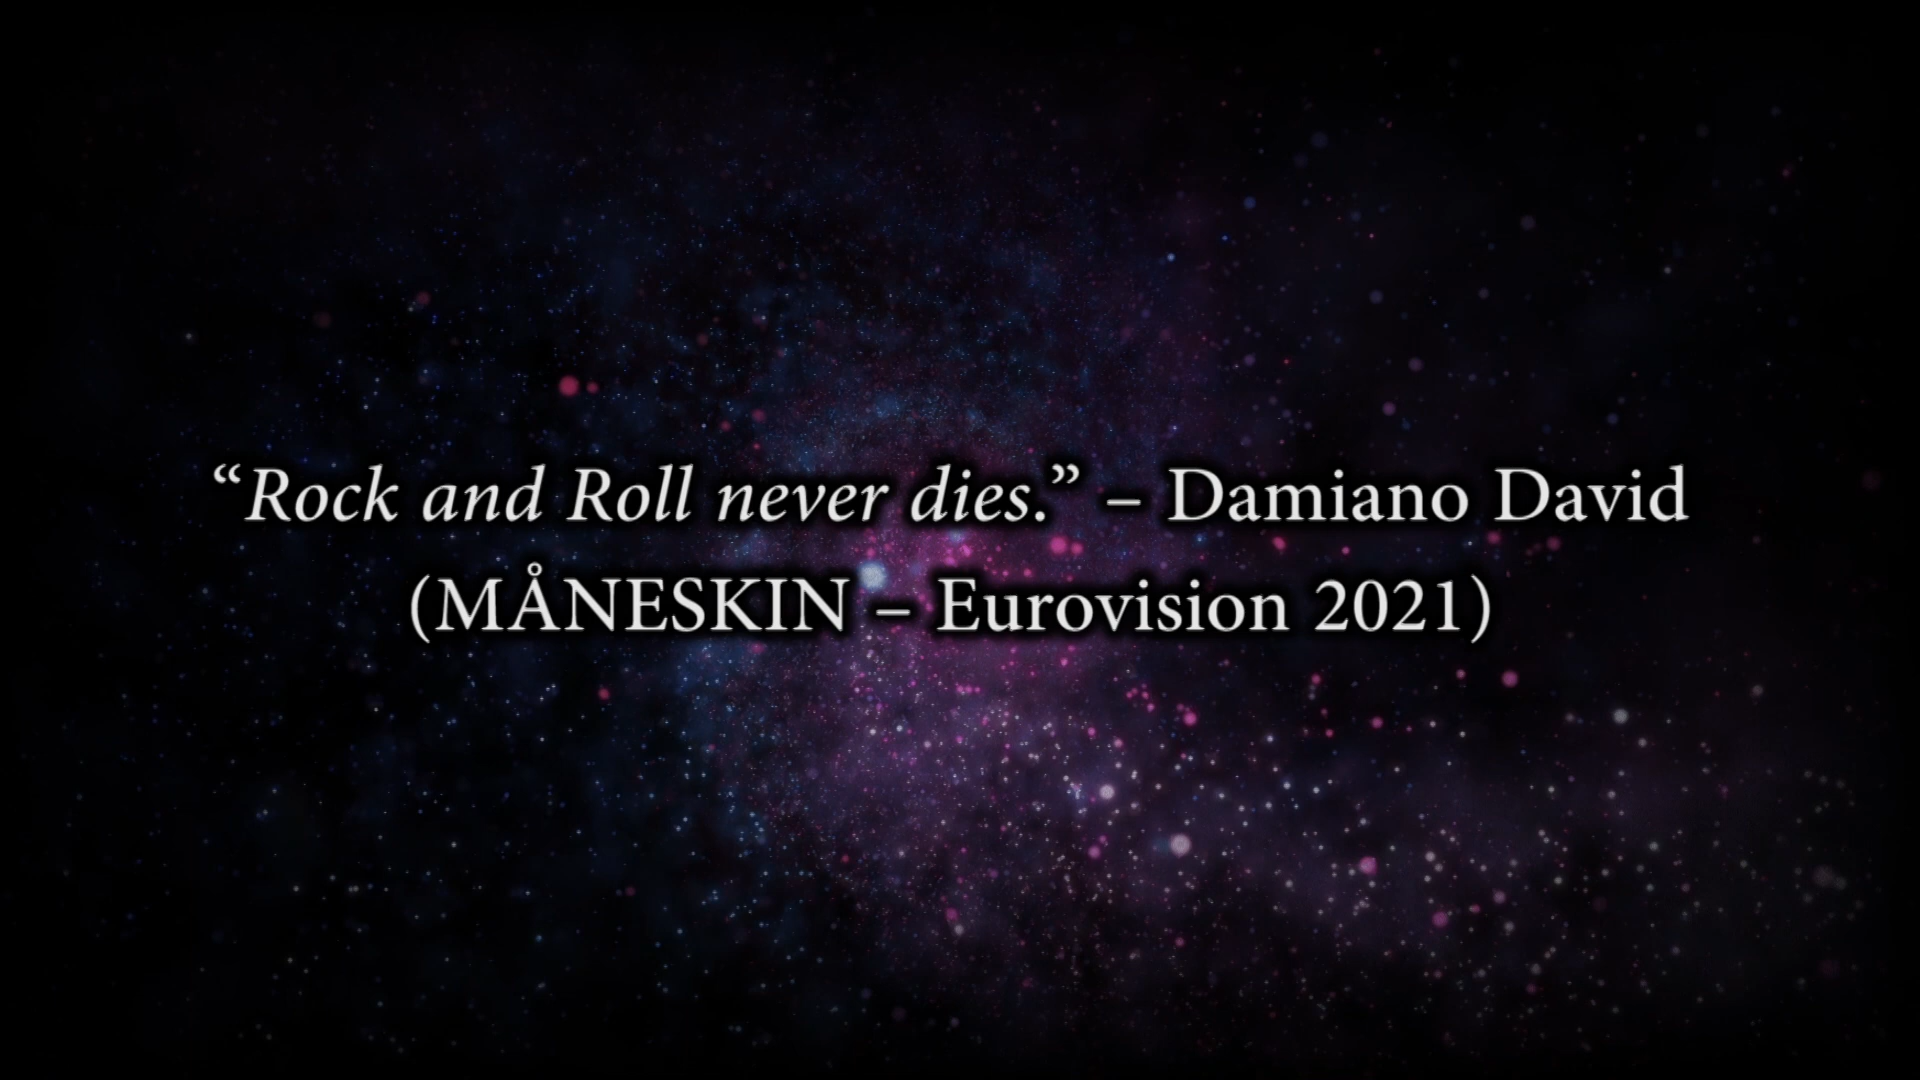 “Rock and Roll never dies.” – Damiano David
(MÅNESKIN – Eurovision 2021)